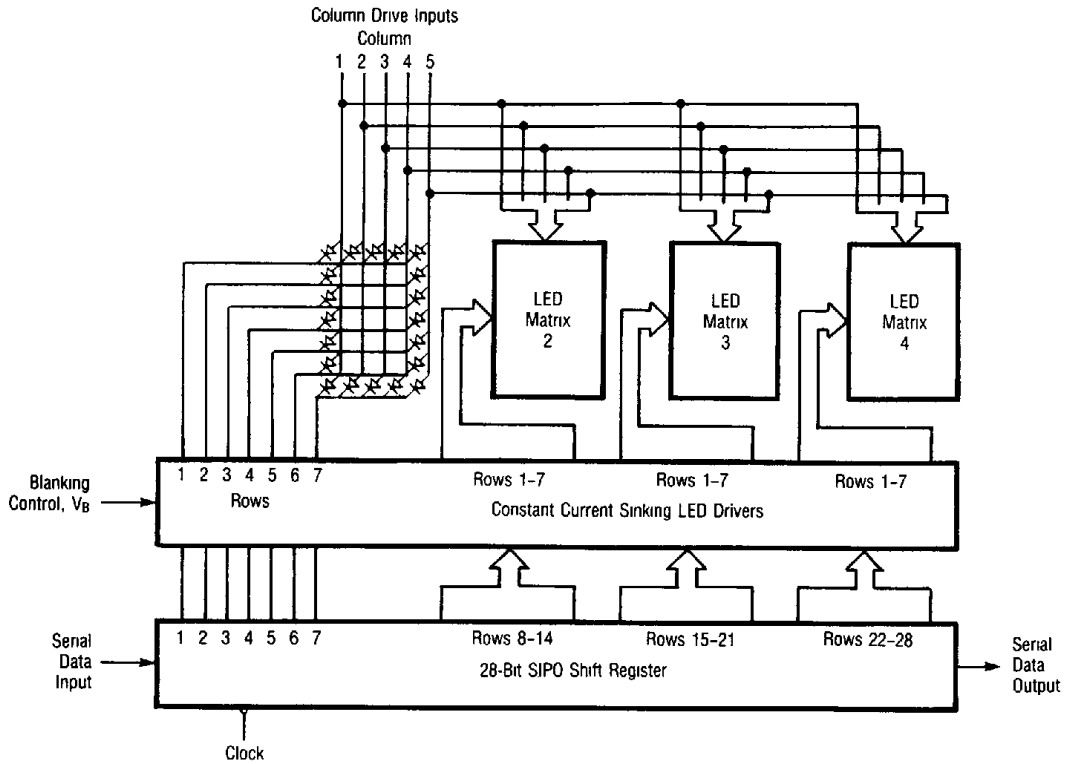 Column Drive Inputs
Column
1 2 3 4 5
LED
Matrix
2
LED
Matrix
3
LED
Matrix
4
1 2 3 4 5 6 7
Rows 1-7
Rows 1-7
Rows 1-7
Blanking
Control, VB
Rows
Constant Current Sinking LED Drivers
1 2 3 4 5 6 7
Rows 8-14
Rows 15-21
Rows 22-28
Serial
Data
Input
28-Bit SIPO Shift Register
Serial
Data
Output
Clock